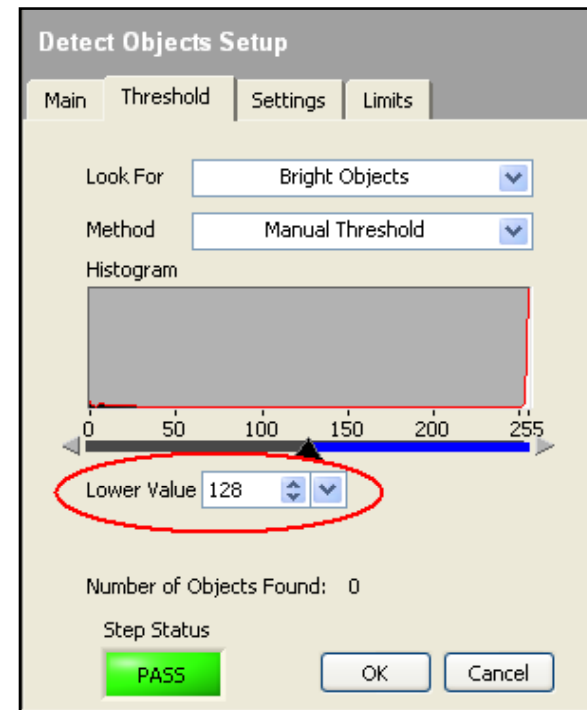 Detect Objects Setup
Main Threshold Settings Limits
Look For Bright Objects
Method Manual Threshold
Histogram
0 50 100 150 200 255
Lower Value 128
Number of Objects Found: 0
Step Status
PASS OK Cancel